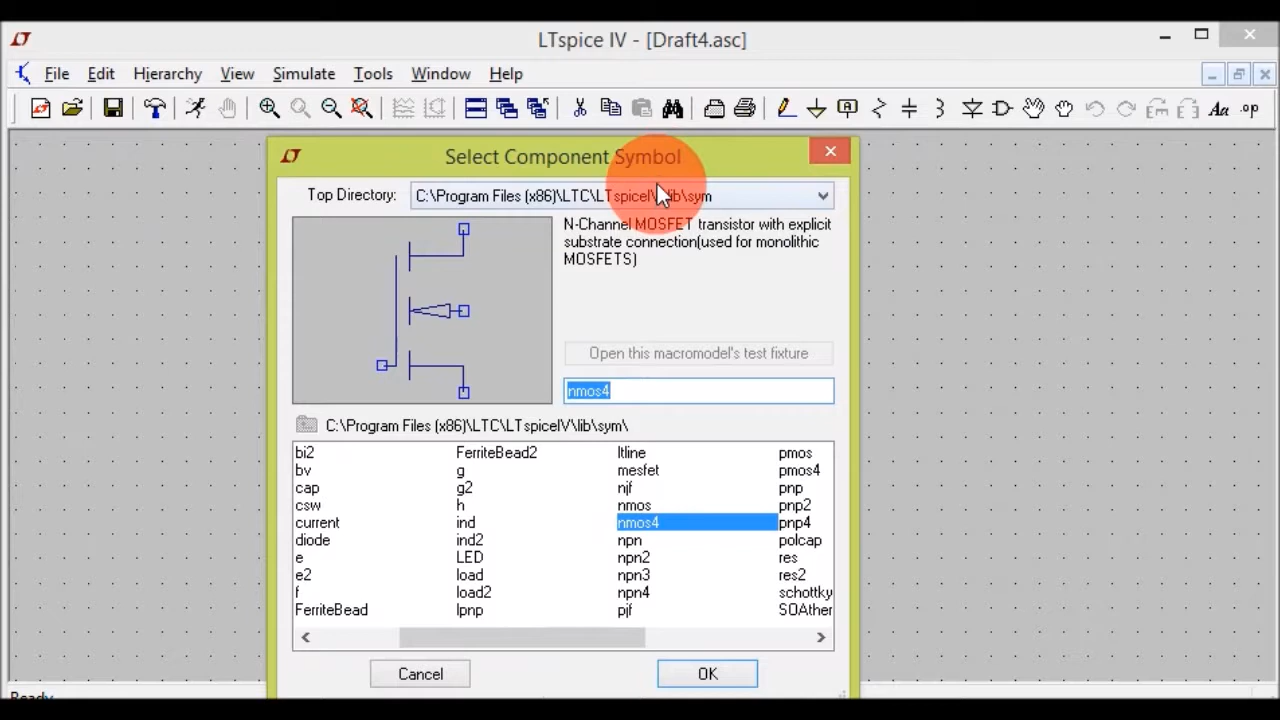 LTspice IV - [Draft4.asc]
File Edit Hierarchy View Simulate Tools Window Help
Aa .op
Select Component Symbol
Top Directory: C:\Program Files (x86)\LTC\LTspiceI\lib\sym
N-Channel MOSFET transistor with explicit
substrate connection(used for monolithic
MOSFETS)
Open this macromodel's test fixture
nmos4
C:\Program Files (x86)\LTC\LTspiceIV\lib\sym\
bi2 FerriteBead2 ltline pmos
bv g mesfet pmos4
cap g2 njf pnp
csw h nmos pnp2
current ind nmos4 pnp4
diode ind2 npn polcap
e LED npn2 res
e2 load npn3 res2
f load2 npn4 schottky
FerriteBead lpnp pjf SOAther
Cancel OK
Ready